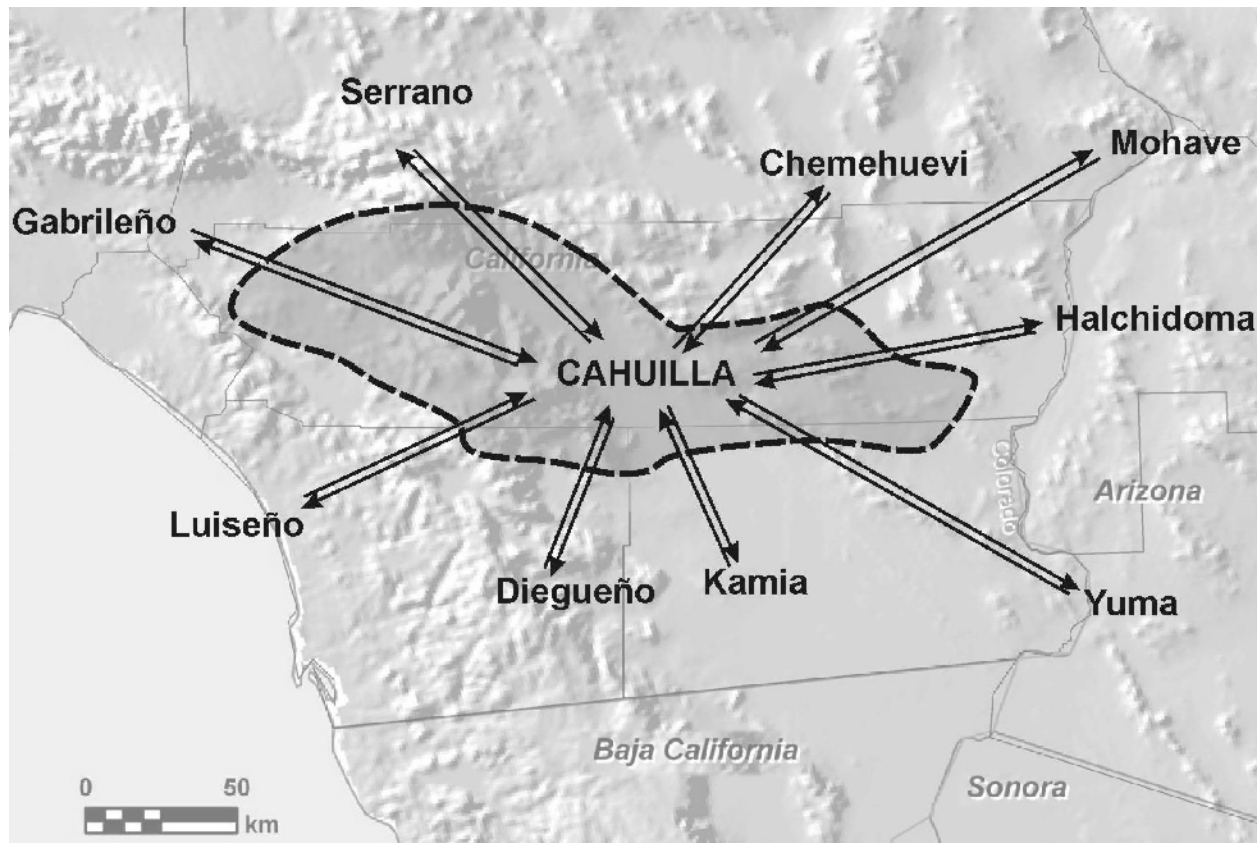 Serrano
Mohave
Chemehuevi
Gabrileño
California
Halchidoma
CAHUILLA
Colorado
Arizona
Luiseño
Diegueño
Kamia
Yuma
Baja California
Sonora
0 50
km